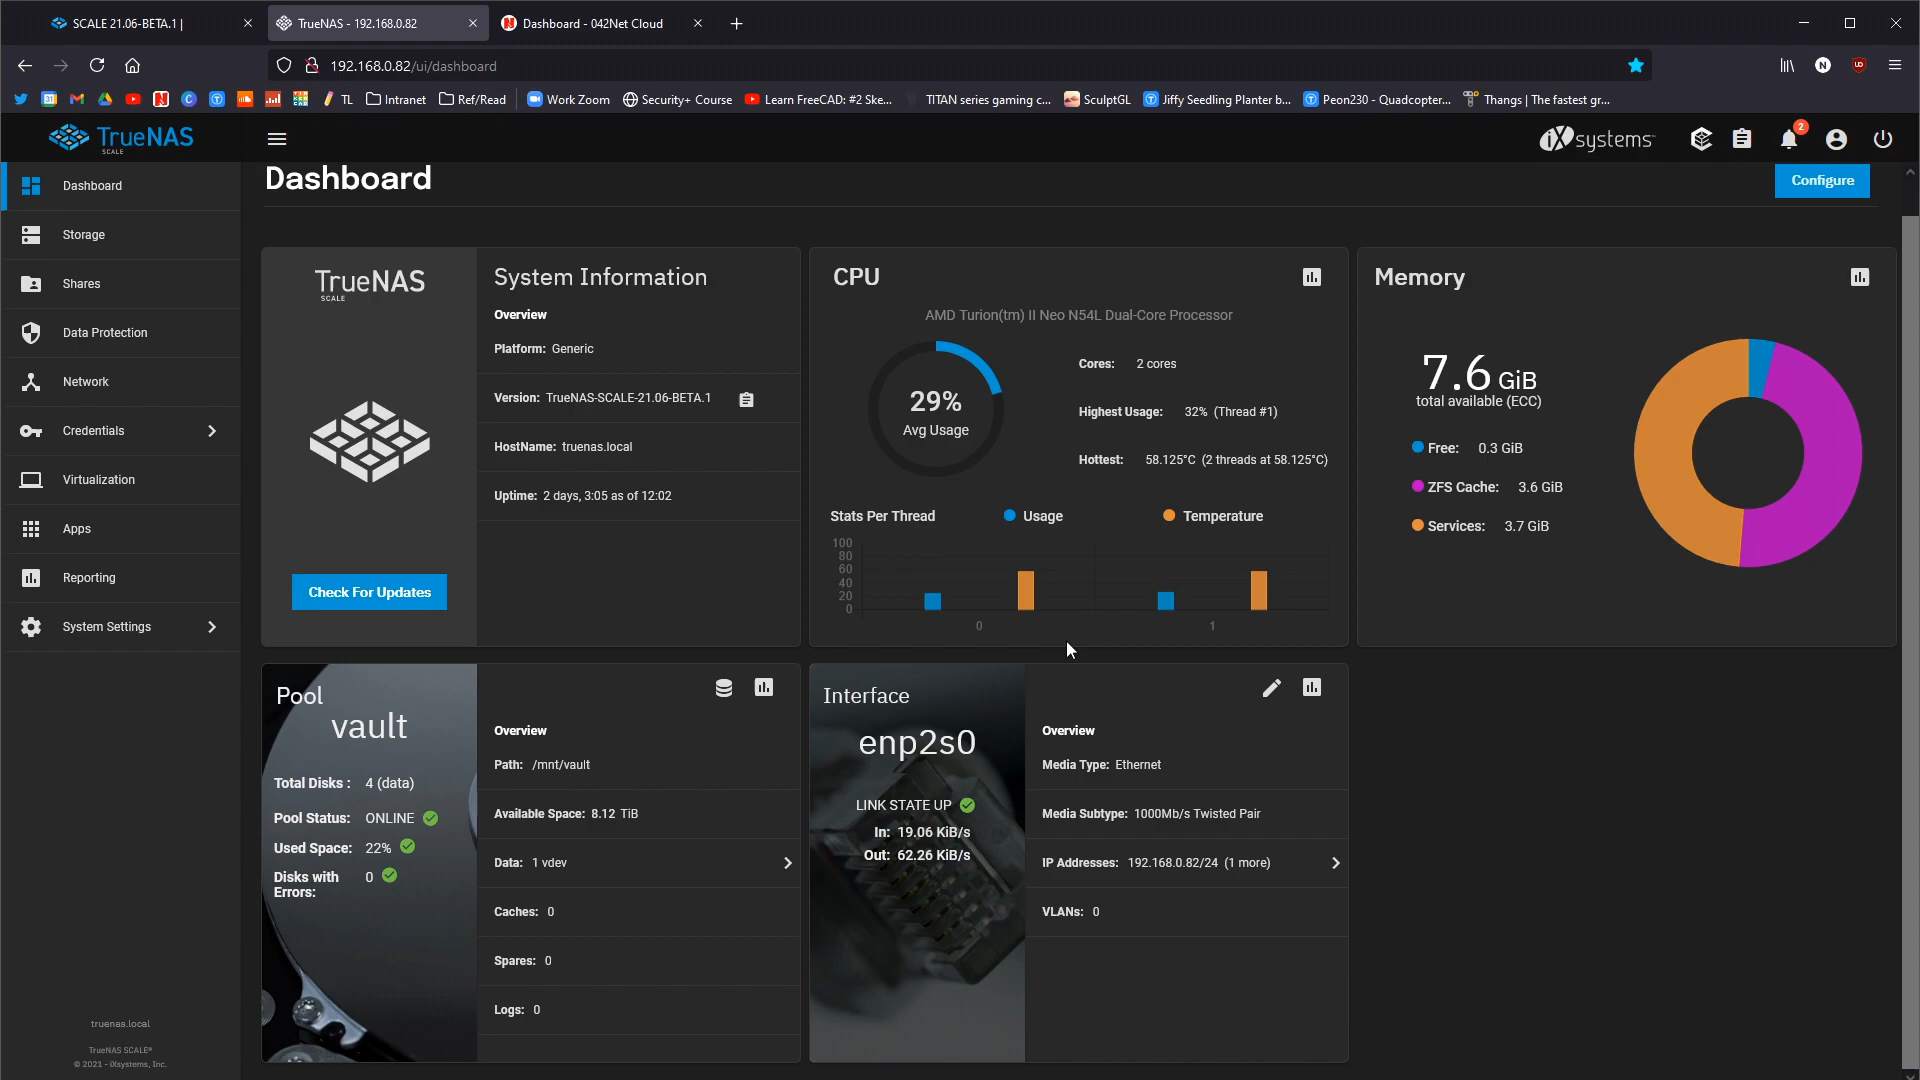 SCALE 21.06-BETA.1 |
TrueNAS - 192.168.0.82
Dashboard - 042Net Cloud
192.168.0.82/ui/dashboard
TL
Intranet
Ref/Read
Work Zoom
Security+ Course
Learn FreeCAD: #2 Ske...
TITAN series gaming c...
SculptGL
Jiffy Seedling Planter b...
Peon230 - Quadcopter...
Thangs | The fastest gr...
TrueNAS
SCALE
iXsystems
2
Dashboard
Storage
Shares
Data Protection
Network
Credentials
Virtualization
Apps
Reporting
System Settings
truenas.local
TrueNAS SCALE®
© 2021 - iXsystems, Inc.
Dashboard
Configure
TrueNAS
SCALE
Check For Updates
System Information
Overview
Platform: Generic
Version: TrueNAS-SCALE-21.06-BETA.1
HostName: truenas.local
Uptime: 2 days, 3:05 as of 12:02
CPU
AMD Turion(tm) II Neo N54L Dual-Core Processor
29%
Avg Usage
Cores: 2 cores
Highest Usage: 32% (Thread #1)
Hottest: 58.125°C (2 threads at 58.125°C)
Stats Per Thread
Usage
Temperature
100
80
60
40
20
0
0
1
Memory
7.6 GiB
total available (ECC)
Free: 0.3 GiB
ZFS Cache: 3.6 GiB
Services: 3.7 GiB
Pool
vault
Total Disks : 4 (data)
Pool Status: ONLINE
Used Space: 22%
Disks with Errors: 0
Overview
Path: /mnt/vault
Available Space: 8.12 TiB
Data: 1 vdev
Caches: 0
Spares: 0
Logs: 0
Interface
enp2s0
LINK STATE UP
In: 19.06 KiB/s
Out: 62.26 KiB/s
Overview
Media Type: Ethernet
Media Subtype: 1000Mb/s Twisted Pair
IP Addresses: 192.168.0.82/24 (1 more)
VLANs: 0